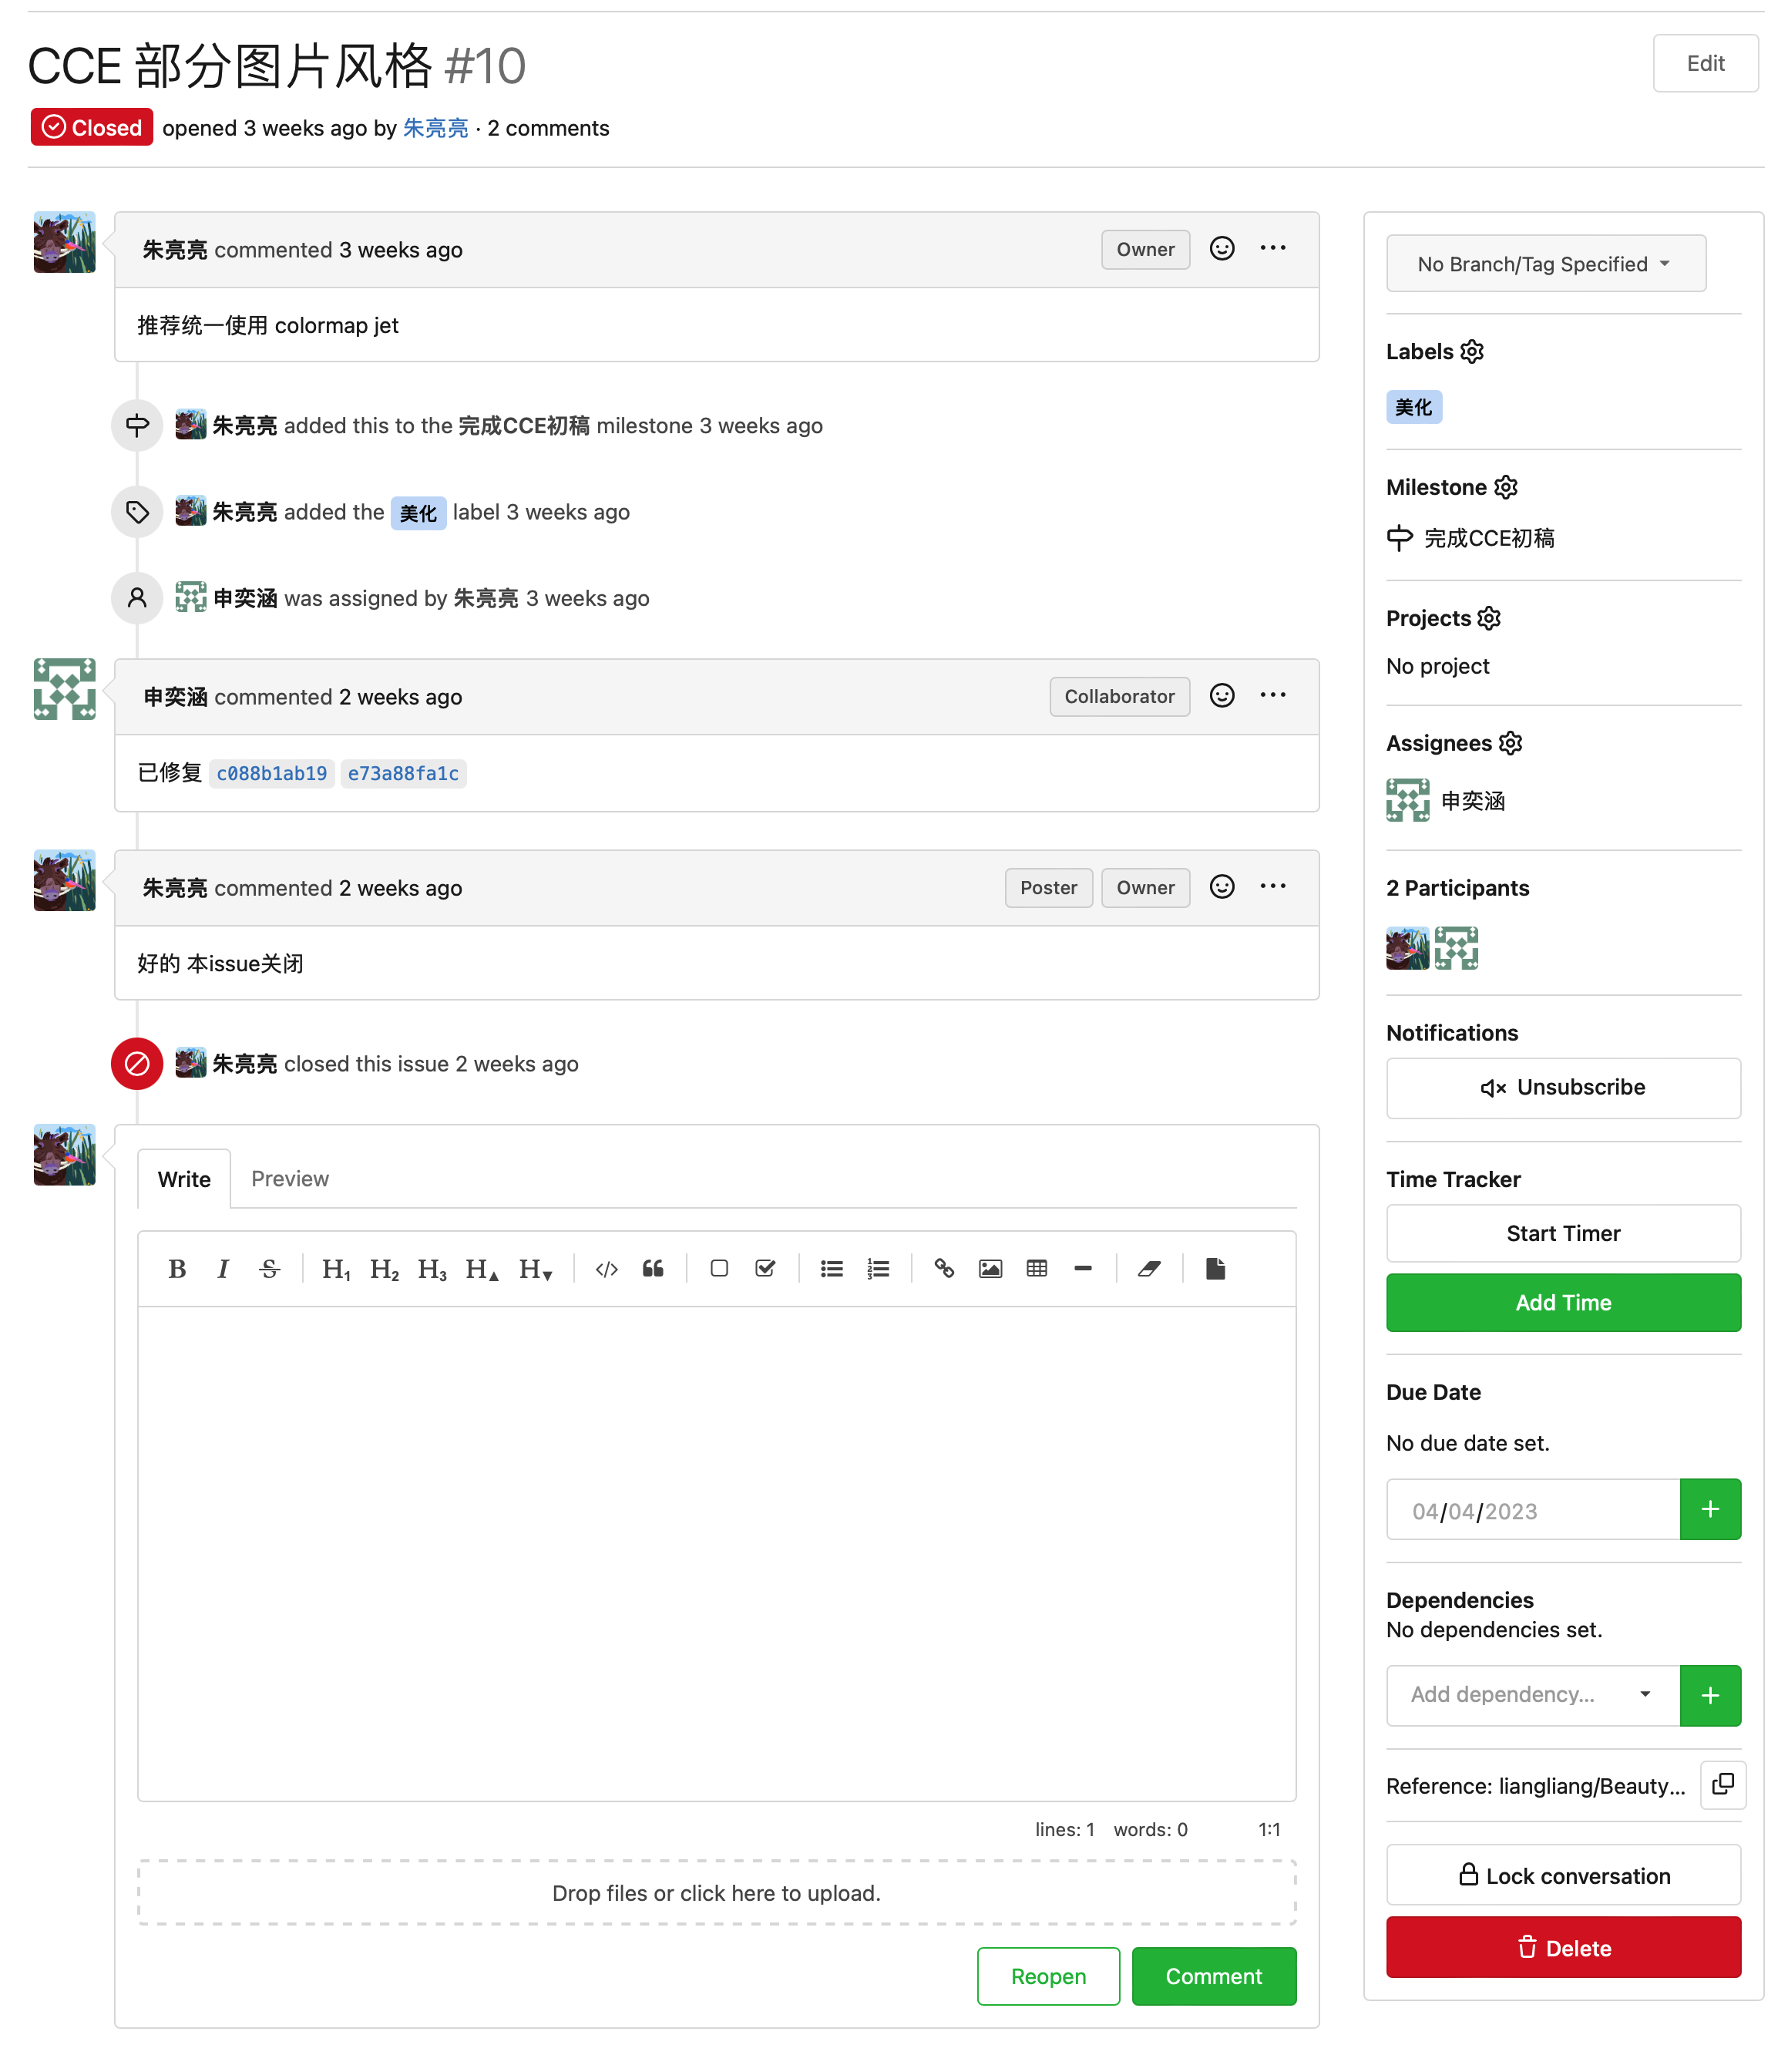 CCE 部分图片风格 #10
Edit
Closed opened 3 weeks ago by 朱亮亮 · 2 comments
朱亮亮 commented 3 weeks ago
Owner
推荐统一使用 colormap jet
朱亮亮 added this to the 完成CCE初稿 milestone 3 weeks ago
朱亮亮 added the 美化 label 3 weeks ago
申奕涵 was assigned by 朱亮亮 3 weeks ago
申奕涵 commented 2 weeks ago
Collaborator
已修复 c088b1ab19 e73a88fa1c
朱亮亮 commented 2 weeks ago
Poster Owner
好的 本issue关闭
朱亮亮 closed this issue 2 weeks ago
Write Preview
B I S H1 H2 H3 H▲ H▼
lines: 1 words: 0 1:1
Drop files or click here to upload.
Reopen Comment
No Branch/Tag Specified
Labels
美化
Milestone
完成CCE初稿
Projects
No project
Assignees
申奕涵
2 Participants
Notifications
Unsubscribe
Time Tracker
Start Timer
Add Time
Due Date
No due date set.
04/04/2023
+
Dependencies
No dependencies set.
Add dependency...
+
Reference: liangliang/Beauty...
Lock conversation
Delete